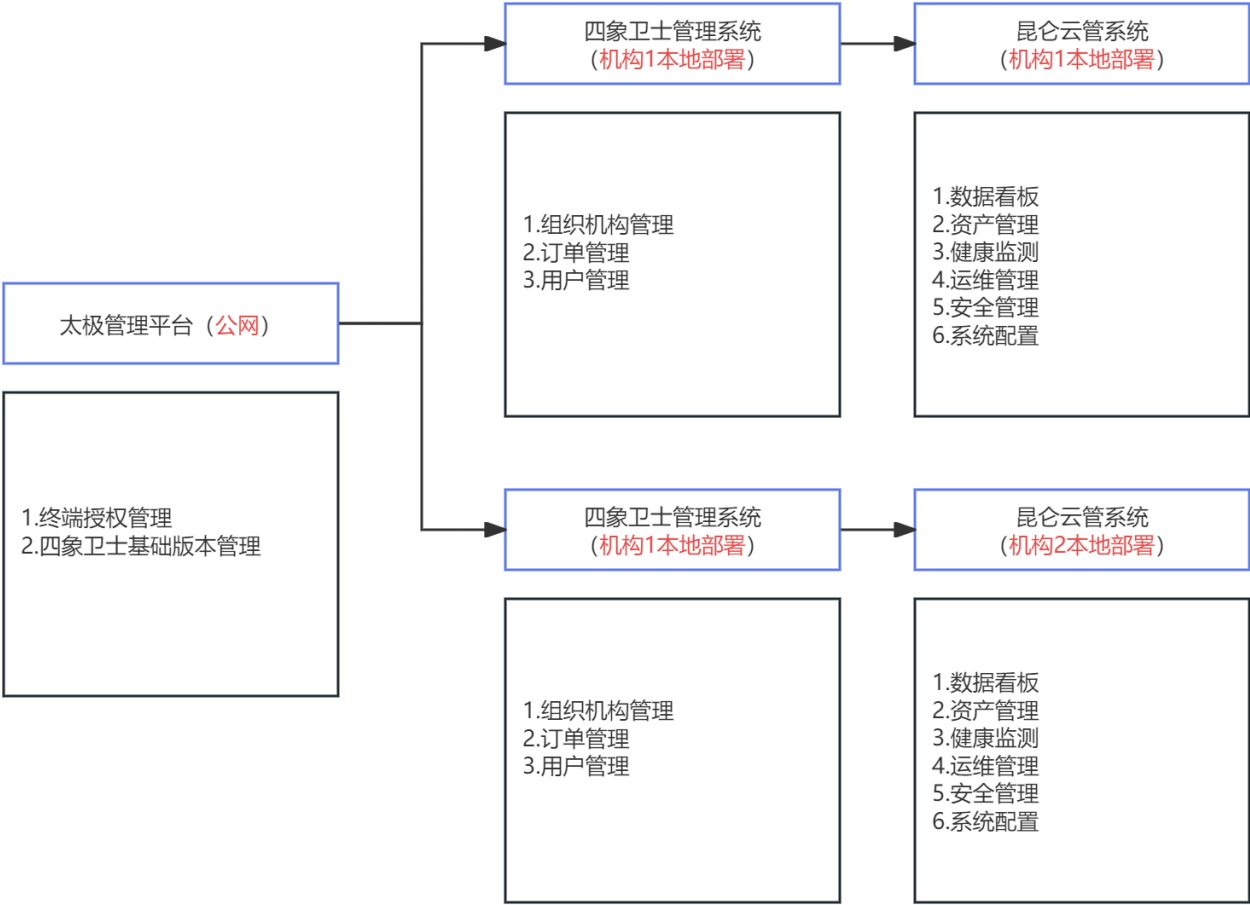 四象卫士管理系统
（机构1本地部署）
昆仑云管系统
（机构1本地部署）
1.组织机构管理
2.订单管理
3.用户管理
1.数据看板
2.资产管理
3.健康监测
4.运维管理
5.安全管理
6.系统配置
太极管理平台（公网）
1.终端授权管理
2.四象卫士基础版本管理
四象卫士管理系统
（机构1本地部署）
昆仑云管系统
（机构2本地部署）
1.组织机构管理
2.订单管理
3.用户管理
1.数据看板
2.资产管理
3.健康监测
4.运维管理
5.安全管理
6.系统配置